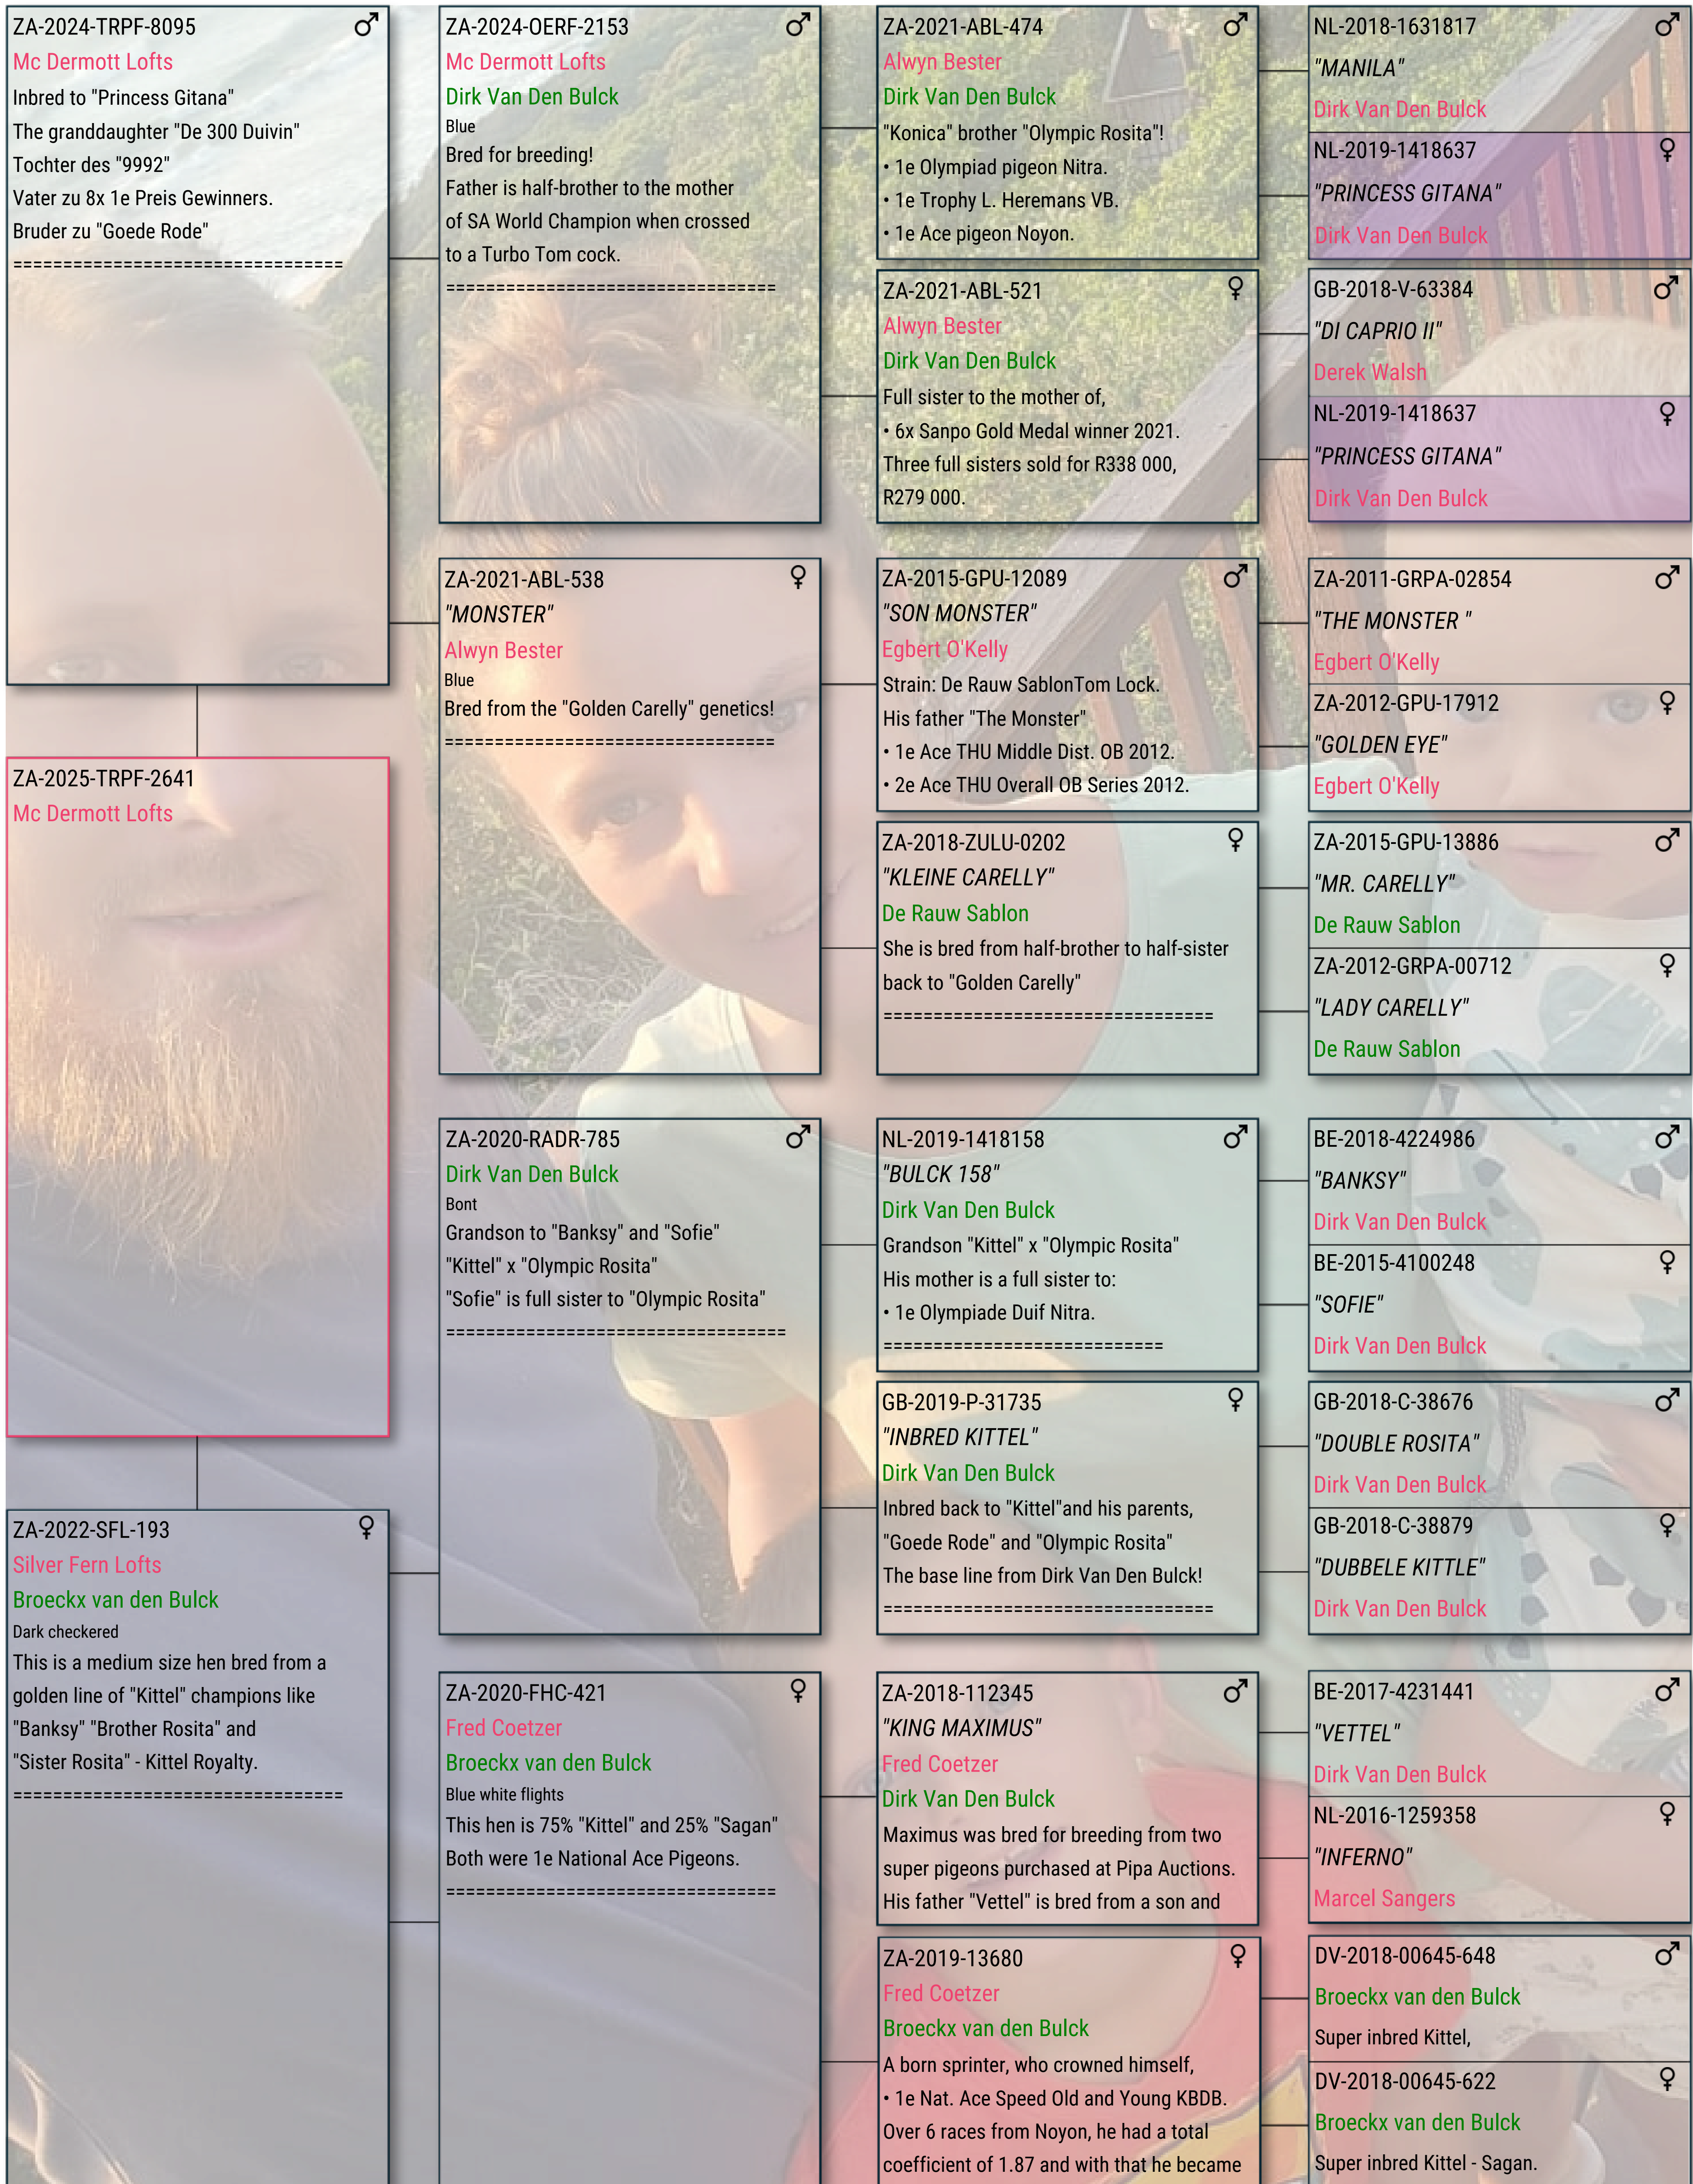 ZA-2024-TRPF-8095 ♂
Mc Dermott Lofts
Inbred to "Princess Gitana"
The granddaughter "De 300 Duivin"
Tochter des "9992"
Vater zu 8x 1e Preis Gewinners.
Bruder zu "Goede Rode"
=================================
ZA-2025-TRPF-2641
Mc Dermott Lofts
ZA-2022-SFL-193 ♀
Silver Fern Lofts
Broeckx van den Bulck
Dark checkered
This is a medium size hen bred from a
golden line of "Kittel" champions like
"Banksy" "Brother Rosita" and
"Sister Rosita" - Kittel Royalty.
=================================
ZA-2024-OERF-2153 ♂
Mc Dermott Lofts
Dirk Van Den Bulck
Blue
Bred for breeding!
Father is half-brother to the mother
of SA World Champion when crossed
to a Turbo Tom cock.
=================================
ZA-2021-ABL-538 ♀
"MONSTER"
Alwyn Bester
Blue
Bred from the "Golden Carelly" genetics!
=================================
ZA-2020-RADR-785 ♂
Dirk Van Den Bulck
Bont
Grandson to "Banksy" and "Sofie"
"Kittel" x "Olympic Rosita"
"Sofie" is full sister to "Olympic Rosita"
==================================
ZA-2020-FHC-421 ♀
Fred Coetzer
Broeckx van den Bulck
Blue white flights
This hen is 75% "Kittel" and 25% "Sagan"
Both were 1e National Ace Pigeons.
=================================
ZA-2021-ABL-474 ♂
Alwyn Bester
Dirk Van Den Bulck
"Konica" brother "Olympic Rosita"!
• 1e Olympiad pigeon Nitra.
• 1e Trophy L. Heremans VB.
• 1e Ace pigeon Noyon.
ZA-2021-ABL-521 ♀
Alwyn Bester
Dirk Van Den Bulck
Full sister to the mother of,
• 6x Sanpo Gold Medal winner 2021.
Three full sisters sold for R338 000,
R279 000.
ZA-2015-GPU-12089 ♂
"SON MONSTER"
Egbert O'Kelly
Strain: De Rauw SablonTom Lock.
His father "The Monster"
• 1e Ace THU Middle Dist. OB 2012.
• 2e Ace THU Overall OB Series 2012.
ZA-2018-ZULU-0202 ♀
"KLEINE CARELLY"
De Rauw Sablon
She is bred from half-brother to half-sister
back to "Golden Carelly"
=================================
NL-2019-1418158 ♂
"BULCK 158"
Dirk Van Den Bulck
Grandson "Kittel" x "Olympic Rosita"
His mother is a full sister to:
• 1e Olympiade Duif Nitra.
============================
GB-2019-P-31735 ♀
"INBRED KITTEL"
Dirk Van Den Bulck
Inbred back to "Kittel"and his parents,
"Goede Rode" and "Olympic Rosita"
The base line from Dirk Van Den Bulck!
=================================
ZA-2018-112345 ♂
"KING MAXIMUS"
Fred Coetzer
Dirk Van Den Bulck
Maximus was bred for breeding from two
super pigeons purchased at Pipa Auctions.
His father "Vettel" is bred from a son and
ZA-2019-13680 ♀
Fred Coetzer
Broeckx van den Bulck
A born sprinter, who crowned himself,
• 1e Nat. Ace Speed Old and Young KBDB.
Over 6 races from Noyon, he had a total
coefficient of 1.87 and with that he became
NL-2018-1631817 ♂
"MANILA"
Dirk Van Den Bulck
NL-2019-1418637 ♀
"PRINCESS GITANA"
Dirk Van Den Bulck
GB-2018-V-63384 ♂
"DI CAPRIO II"
Derek Walsh
NL-2019-1418637 ♀
"PRINCESS GITANA"
Dirk Van Den Bulck
ZA-2011-GRPA-02854 ♂
"THE MONSTER "
Egbert O'Kelly
ZA-2012-GPU-17912 ♀
"GOLDEN EYE"
Egbert O'Kelly
ZA-2015-GPU-13886 ♂
"MR. CARELLY"
De Rauw Sablon
ZA-2012-GRPA-00712 ♀
"LADY CARELLY"
De Rauw Sablon
BE-2018-4224986 ♂
"BANKSY"
Dirk Van Den Bulck
BE-2015-4100248 ♀
"SOFIE"
Dirk Van Den Bulck
GB-2018-C-38676 ♂
"DOUBLE ROSITA"
Dirk Van Den Bulck
GB-2018-C-38879 ♀
"DUBBELE KITTLE"
Dirk Van Den Bulck
BE-2017-4231441 ♂
"VETTEL"
Dirk Van Den Bulck
NL-2016-1259358 ♀
"INFERNO"
Marcel Sangers
DV-2018-00645-648 ♂
Broeckx van den Bulck
Super inbred Kittel,
DV-2018-00645-622 ♀
Broeckx van den Bulck
Super inbred Kittel - Sagan.